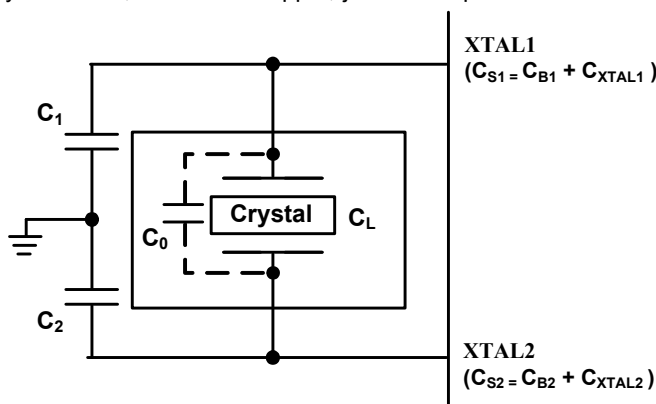 XTAL1
(CS1 = CB1 + CXTAL1 )
C1
Crystal
CL
C0
C2
XTAL2
(CS2 = CB2 + CXTAL2 )